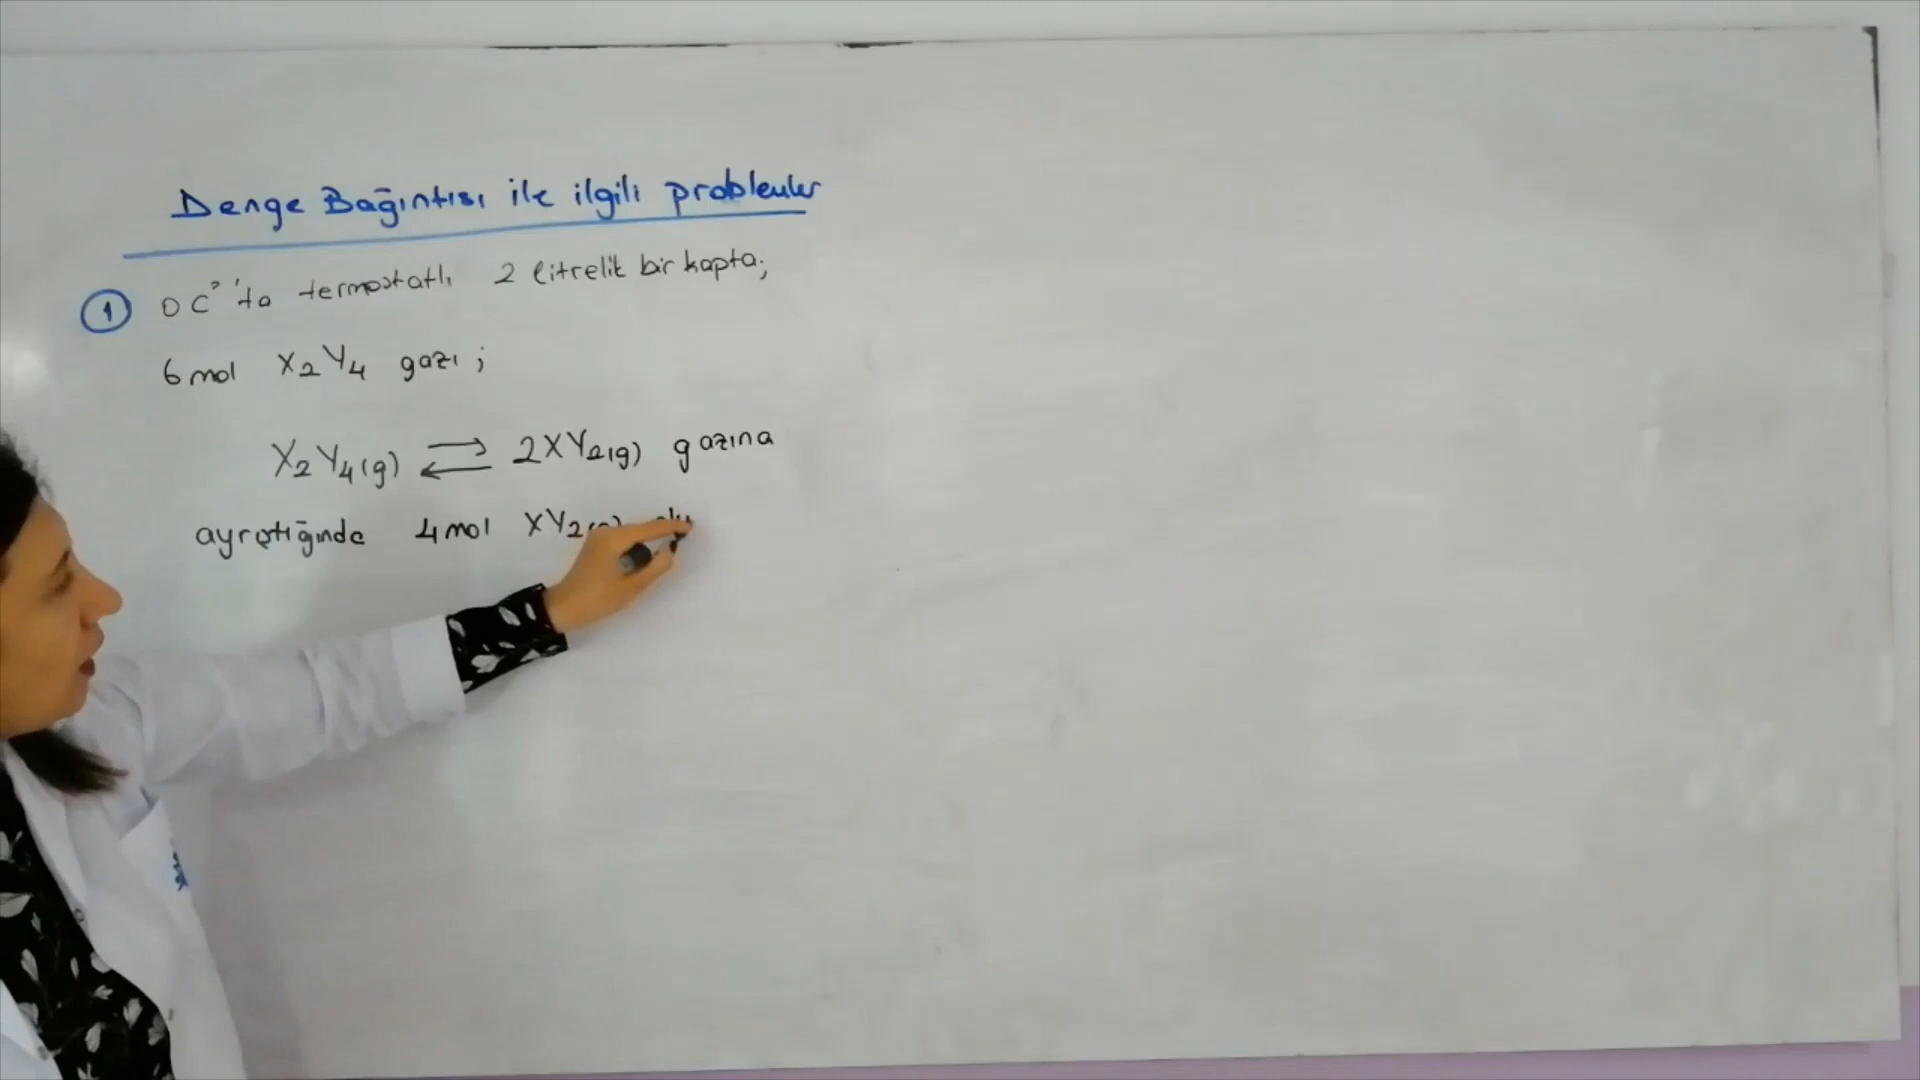 Denge Bağıntısı ile ilgili problemler
1 0 C° 'ta termostatlı 2 litrelik bir kapta;
6 mol X2Y4 gazı;
X2Y4(g) ⇄ 2XY2(g) gazına
ayrıştığında 4 mol XY2(g)